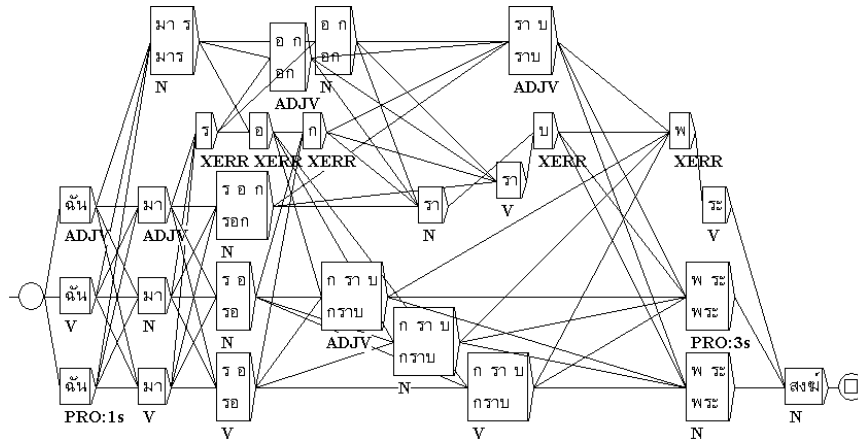 มา ร
มาร
N
อ ก
อก
ADJV
อ ก
อก
N
รา บ
ราบ
ADJV
ร
XERR
อ
XERR
ก
XERR
บ
XERR
พ
XERR
รา
V
รา
N
ระ
V
ฉัน
ADJV
มา
ADJV
ร อ ก
รอก
N
ฉัน
V
มา
N
ร อ
รอ
N
ก ราบ
กราบ
ADJV
ก รา บ
กราบ
N
พ ระ
พระ
PRO:3s
ฉัน
PRO:1s
มา
V
ร อ
รอ
V
ก รา บ
กราบ
V
พ ระ
พระ
N
สงฆ์
N